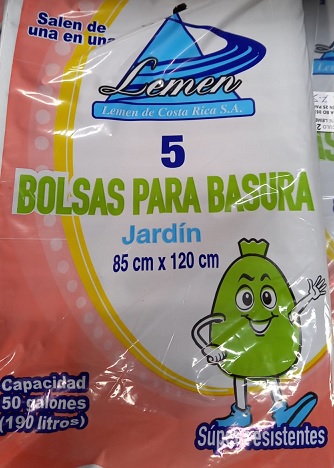 Salen de
una en una
Lemen
Lemen de Costa Rica S.A.
5
BOLSAS PARA BASURA
Jardín
85 cm x 120 cm
Capacidad
50 galones
(190 litros)
Súper resistentes